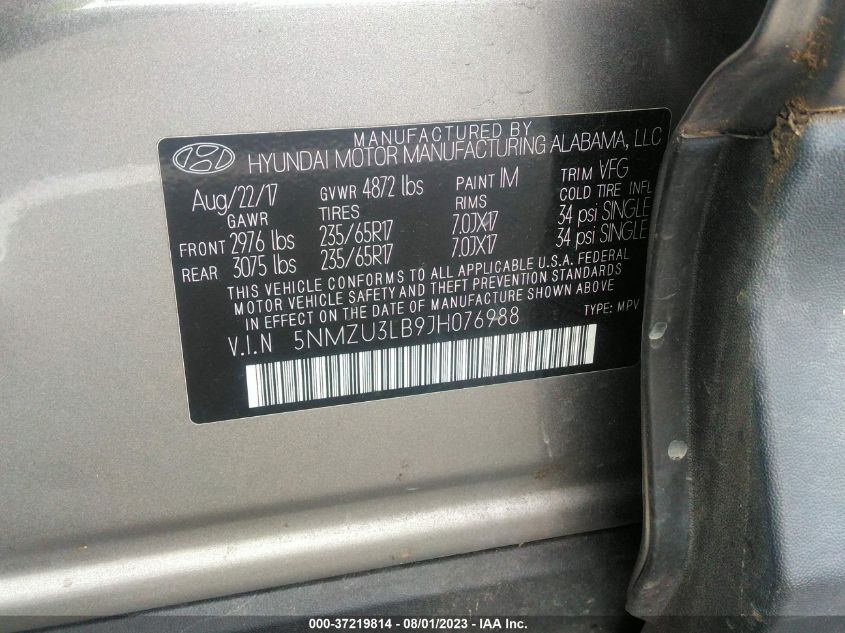 MANUFACTURED BY
HYUNDAI MOTOR MANUFACTURING ALABAMA, LLC
Aug/22/17 GVWR 4872 lbs PAINT IM TRIM VFG
GAWR TIRES RIMS COLD TIRE INFL
FRONT 2976 lbs 235/65R17 7.0JX17 34 psi SINGLE
REAR 3075 lbs 235/65R17 7.0JX17 34 psi SINGLE
THIS VEHICLE CONFORMS TO ALL APPLICABLE U.S.A. FEDERAL
MOTOR VEHICLE SAFETY AND THEFT PREVENTION STANDARDS
IN EFFECT ON THE DATE OF MANUFACTURE SHOWN ABOVE
V.I.N 5NMZU3LB9JH076988 TYPE: MPV
000-37219814 - 08/01/2023 - IAA Inc.